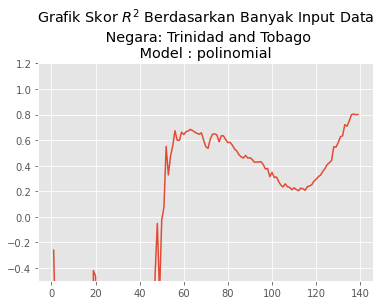 Grafik Skor R² Berdasarkan Banyak Input Data
Negara: Trinidad and Tobago
Model : polinomial
1.2
1.0
0.8
0.6
0.4
0.2
0.0
−0.2
−0.4
0 20 40 60 80 100 120 140